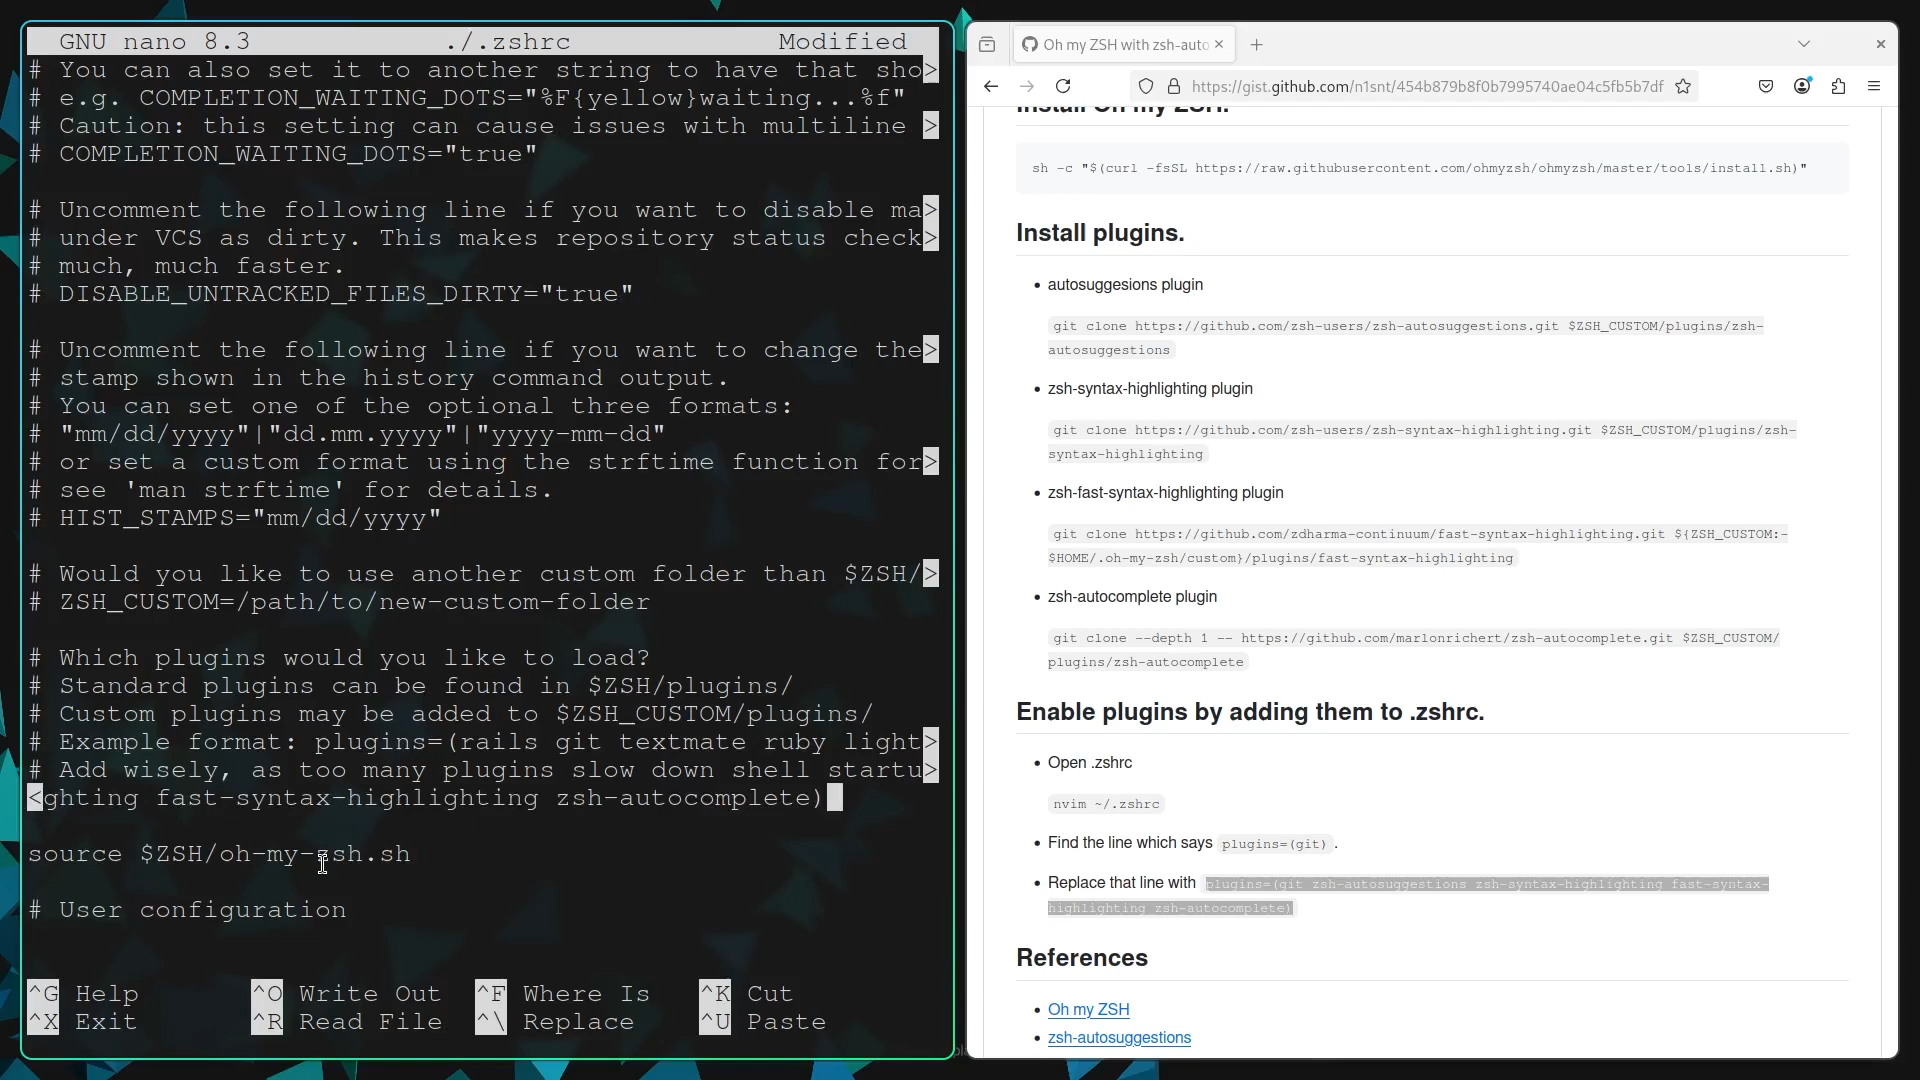 GNU nano 8.3 ./.zshrc Modified
# You can also set it to another string to have that sho>
# e.g. COMPLETION_WAITING_DOTS="%F{yellow}waiting...%f"
# Caution: this setting can cause issues with multiline >
# COMPLETION_WAITING_DOTS="true"
# Uncomment the following line if you want to disable ma>
# under VCS as dirty. This makes repository status check>
# much, much faster.
# DISABLE_UNTRACKED_FILES_DIRTY="true"
# Uncomment the following line if you want to change the>
# stamp shown in the history command output.
# You can set one of the optional three formats:
# "mm/dd/yyyy"|"dd.mm.yyyy"|"yyyy-mm-dd"
# or set a custom format using the strftime function for>
# see 'man strftime' for details.
# HIST_STAMPS="mm/dd/yyyy"
# Would you like to use another custom folder than $ZSH/>
# ZSH_CUSTOM=/path/to/new-custom-folder
# Which plugins would you like to load?
# Standard plugins can be found in $ZSH/plugins/
# Custom plugins may be added to $ZSH_CUSTOM/plugins/
# Example format: plugins=(rails git textmate ruby light>
# Add wisely, as too many plugins slow down shell startu>
<ghting fast-syntax-highlighting zsh-autocomplete)
source $ZSH/oh-my-zsh.sh
# User configuration
^G Help ^O Write Out ^F Where Is ^K Cut
^X Exit ^R Read File ^\ Replace ^U Paste
Oh my ZSH with zsh-auto
https://gist.github.com/n1snt/454b879b8f0b7995740ae04c5fb5b7df
Install Oh my ZSH.
sh -c "$(curl -fsSL https://raw.githubusercontent.com/ohmyzsh/ohmyzsh/master/tools/install.sh)"
Install plugins.
• autosuggesions plugin
git clone https://github.com/zsh-users/zsh-autosuggestions.git $ZSH_CUSTOM/plugins/zsh-
autosuggestions
• zsh-syntax-highlighting plugin
git clone https://github.com/zsh-users/zsh-syntax-highlighting.git $ZSH_CUSTOM/plugins/zsh-
syntax-highlighting
• zsh-fast-syntax-highlighting plugin
git clone https://github.com/zdharma-continuum/fast-syntax-highlighting.git ${ZSH_CUSTOM:-
$HOME/.oh-my-zsh/custom}/plugins/fast-syntax-highlighting
• zsh-autocomplete plugin
git clone --depth 1 -- https://github.com/marlonrichert/zsh-autocomplete.git $ZSH_CUSTOM/
plugins/zsh-autocomplete
Enable plugins by adding them to .zshrc.
• Open .zshrc
nvim ~/.zshrc
• Find the line which says plugins=(git).
• Replace that line with plugins=(git zsh-autosuggestions zsh-syntax-highlighting fast-syntax-
highlighting zsh-autocomplete)
References
• Oh my ZSH
• zsh-autosuggestions